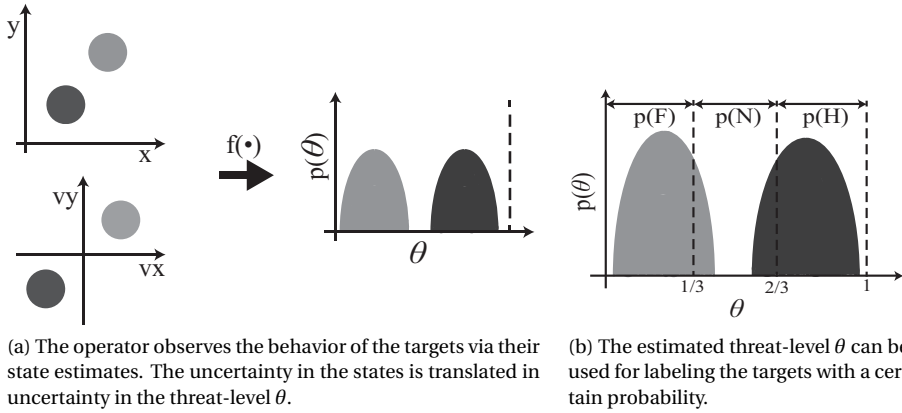 y
x
vy
vx
f(•)
p(θ)
θ
p(F) p(N) p(H)
p(θ)
1/3 2/3 1
θ
(a) The operator observes the behavior of the targets via their
state estimates. The uncertainty in the states is translated in
uncertainty in the threat-level θ.
(b) The estimated threat-level θ can be
used for labeling the targets with a cer-
tain probability.